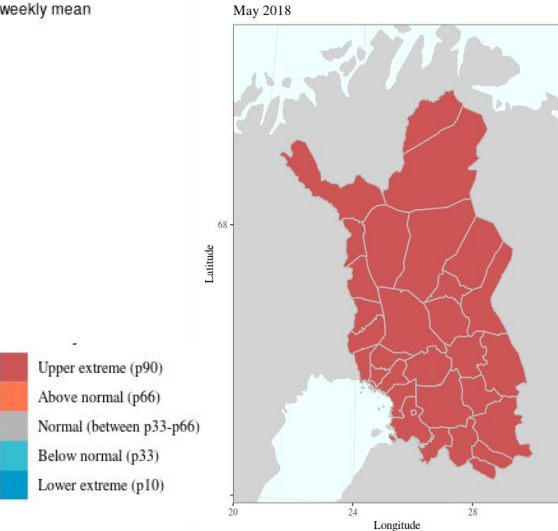 weekly mean
May 2018
68
Latitude
Upper extreme (p90)
Above normal (p66)
Normal (between p33-p66)
Below normal (p33)
Lower extreme (p10)
20
24
28
Longitude